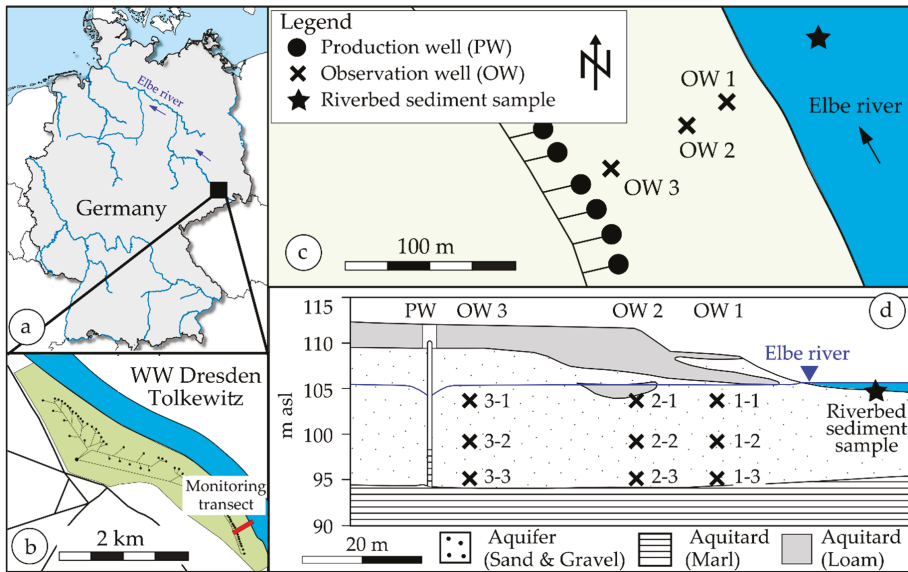 Elbe river
Germany
a
WW Dresden
Tolkewitz
Monitoring
transect
2 km
b
Legend
Production well (PW)
Observation well (OW)
Riverbed sediment sample
N
OW 1
OW 2
OW 3
Elbe river
100 m
c
115
110
105
100
95
90
m asl
PW
OW 3
OW 2
OW 1
d
Elbe river
3-1
2-1
1-1
3-2
2-2
1-2
3-3
2-3
1-3
Riverbed
sediment
sample
20 m
Aquifer
(Sand & Gravel)
Aquitard
(Marl)
Aquitard
(Loam)